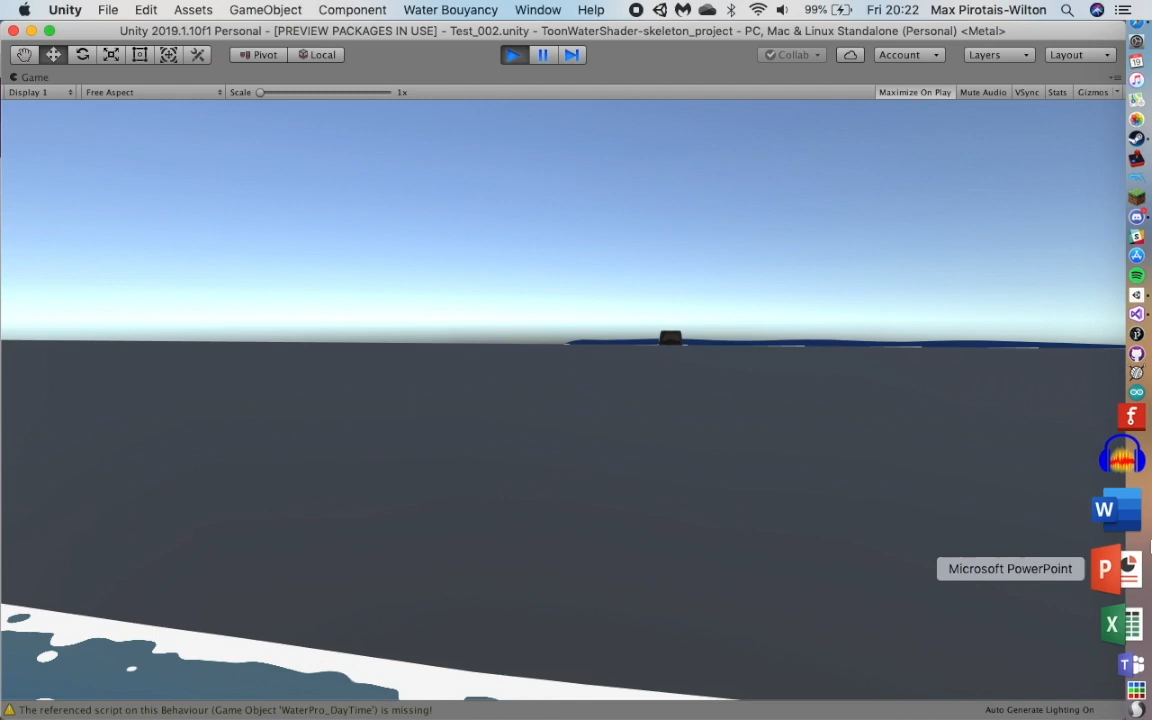 Unity File Edit Assets GameObject Component Water Bouyancy Window Help 99% Fri 20:22 Max Pirotais-Wilton
Unity 2019.1.10f1 Personal - [PREVIEW PACKAGES IN USE] - Test_002.unity - ToonWaterShader-skeleton_project - PC, Mac & Linux Standalone (Personal) <Metal>
Pivot Local Collab Account Layers Layout
Game
Display 1 Free Aspect Scale 1x Maximize On Play Mute Audio VSync Stats Gizmos
Microsoft PowerPoint
The referenced script on this Behaviour (Game Object 'WaterPro_DayTime') is missing! Auto Generate Lighting On